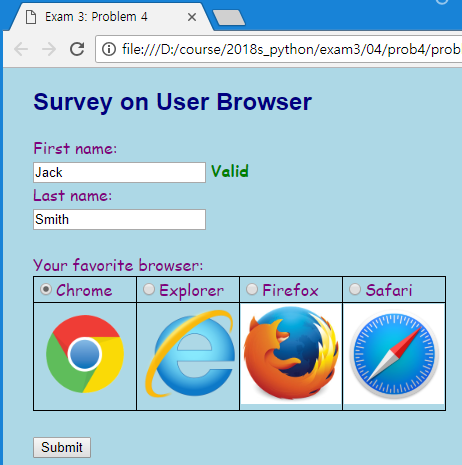 Exam 3: Problem 4
file:///D:/course/2018s_python/exam3/04/prob4/prob
Survey on User Browser
First name:
Jack Valid
Last name:
Smith
Your favorite browser:
Chrome Explorer Firefox Safari
Submit